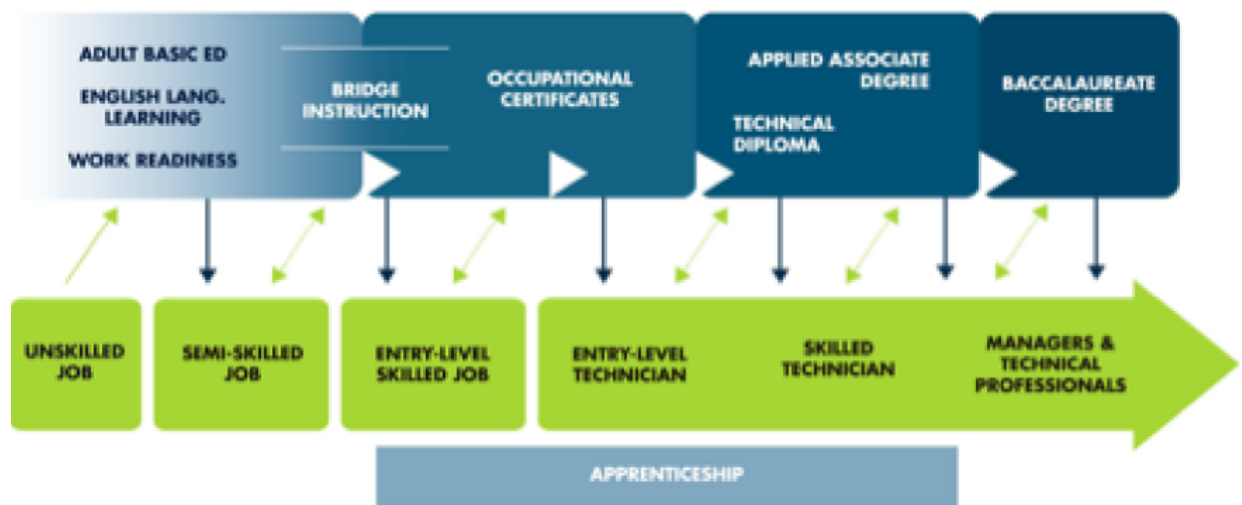 ADULT BASIC ED
ENGLISH LANG.
LEARNING
WORK READINESS
BRIDGE
INSTRUCTION
OCCUPATIONAL
CERTIFICATES
APPLIED ASSOCIATE
DEGREE
TECHNICAL
DIPLOMA
BACCALAUREATE
DEGREE
UNSKILLED
JOB
SEMI-SKILLED
JOB
ENTRY-LEVEL
SKILLED JOB
ENTRY-LEVEL
TECHNICIAN
SKILLED
TECHNICIAN
MANAGERS &
TECHNICAL
PROFESSIONALS
APPRENTICESHIP